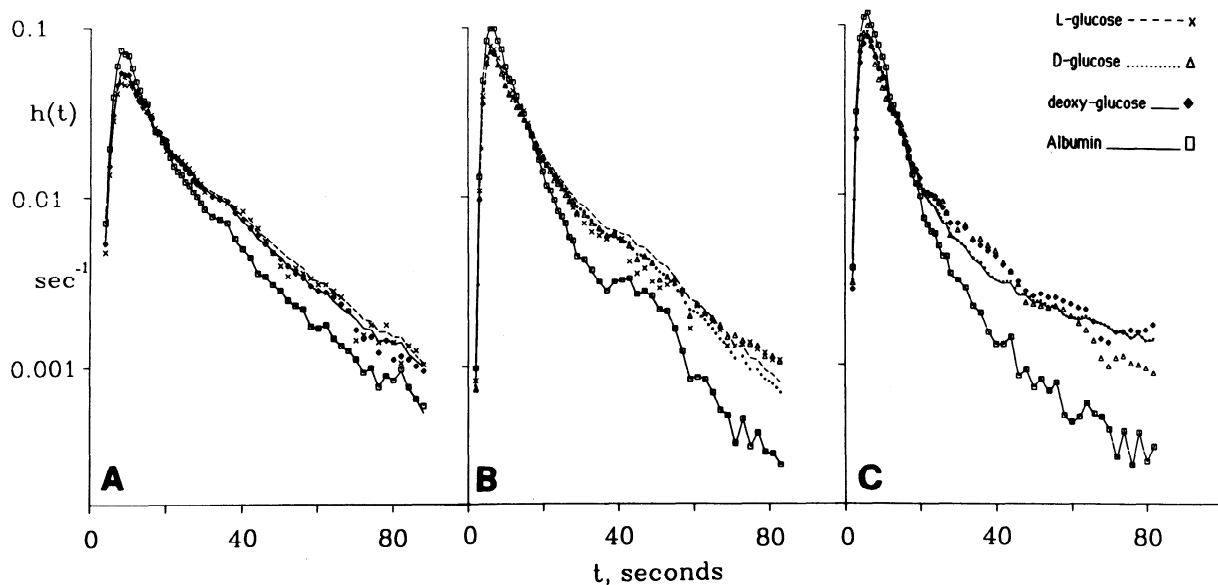 0.1
h(t)
0.01
sec⁻¹
0.001
A
B
C
L-glucose
D-glucose
deoxy-glucose
Albumin
0 40 80 0 40 80 0 40 80
t, seconds